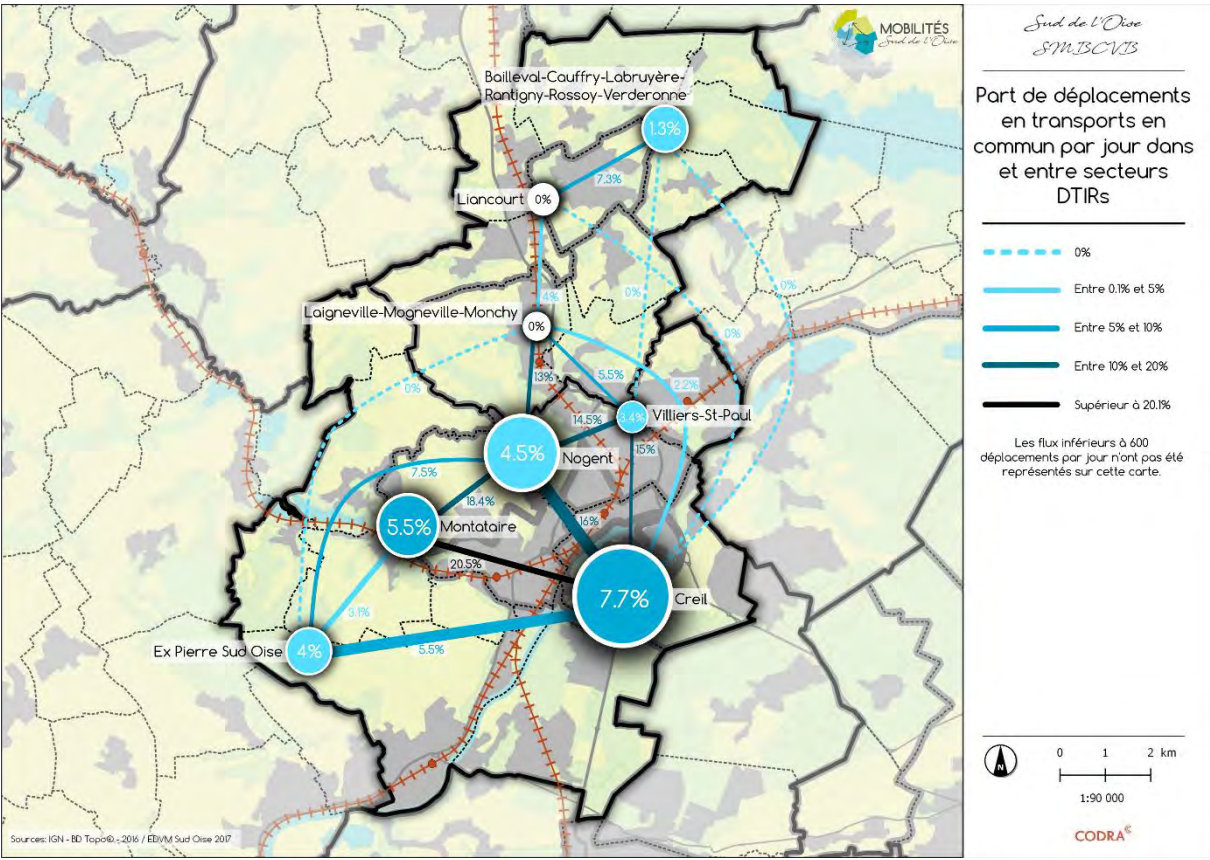 MOBILITÉS
Sud de l'Oise
Bailleval-Cauffry-Labruyère-
Rantigny-Rossoy-Verderonne
1.3%
7.3%
Liancourt
0%
4%
0%
0%
0%
Laigneville-Mogneville-Monchy
0%
0%
13%
5.5%
2.2%
14.5%
3.4%
Villiers-St-Paul
15%
4.5%
Nogent
7.5%
18.4%
16%
5.5%
Montataire
20.5%
7.7%
Creil
3.1%
Ex Pierre Sud Oise
4%
5.5%
Sources: IGN - BD Topo© - 2016 / EDVM Sud Oise 2017
Sud de l'Oise
SMBCVB
Part de déplacements
en transports en
commun par jour dans
et entre secteurs
DTIRs
0%
Entre 0.1% et 5%
Entre 5% et 10%
Entre 10% et 20%
Supérieur à 20.1%
Les flux inférieurs à 600
déplacements par jour n'ont pas été
représentés sur cette carte.
N
0 1 2 km
1:90 000
CODRA